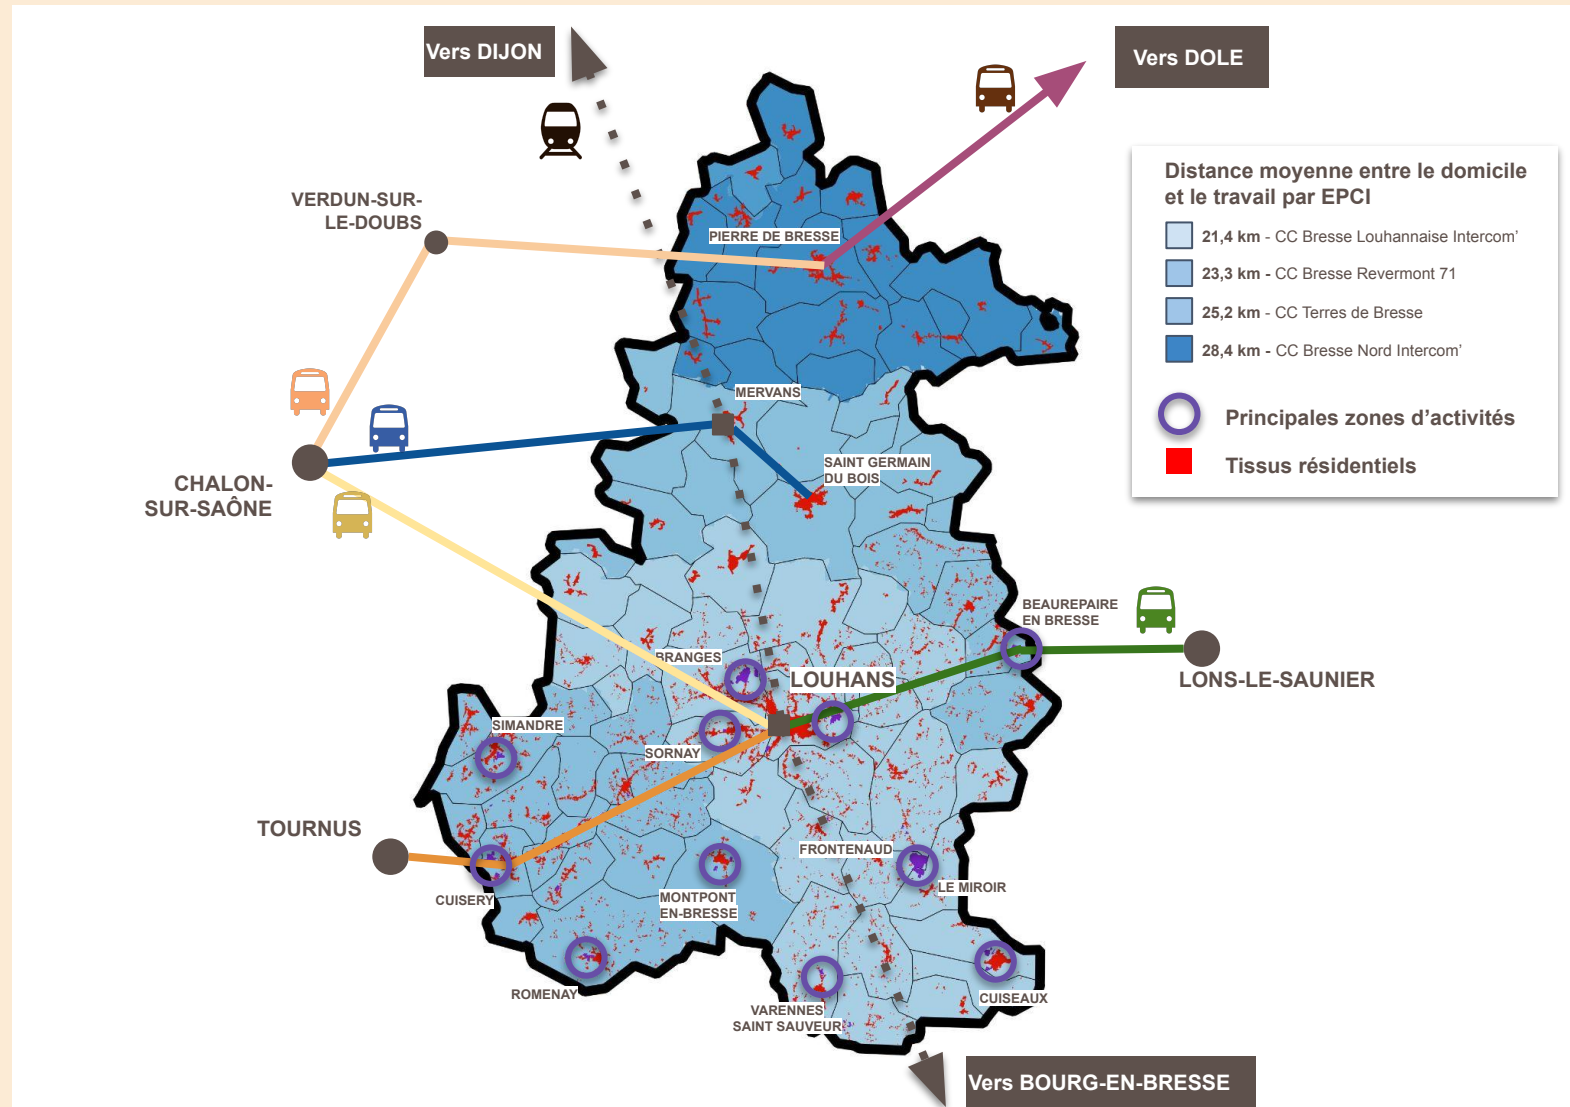 Vers DIJON
Vers DOLE
VERDUN-SUR-
LE-DOUBS
PIERRE DE BRESSE
Distance moyenne entre le domicile
et le travail par EPCI
21,4 km - CC Bresse Louhannaise Intercom’
23,3 km - CC Bresse Revermont 71
25,2 km - CC Terres de Bresse
28,4 km - CC Bresse Nord Intercom’
Principales zones d’activités
Tissus résidentiels
MERVANS
CHALON-
SUR-SAÔNE
SAINT GERMAIN
DU BOIS
BEAUREPAIRE
EN BRESSE
BRANGES
LOUHANS
LONS-LE-SAUNIER
SIMANDRE
SORNAY
TOURNUS
FRONTENAUD
CUISERY
MONTPONT
EN-BRESSE
LE MIROIR
ROMENAY
VARENNES
SAINT SAUVEUR
CUISEAUX
Vers BOURG-EN-BRESSE